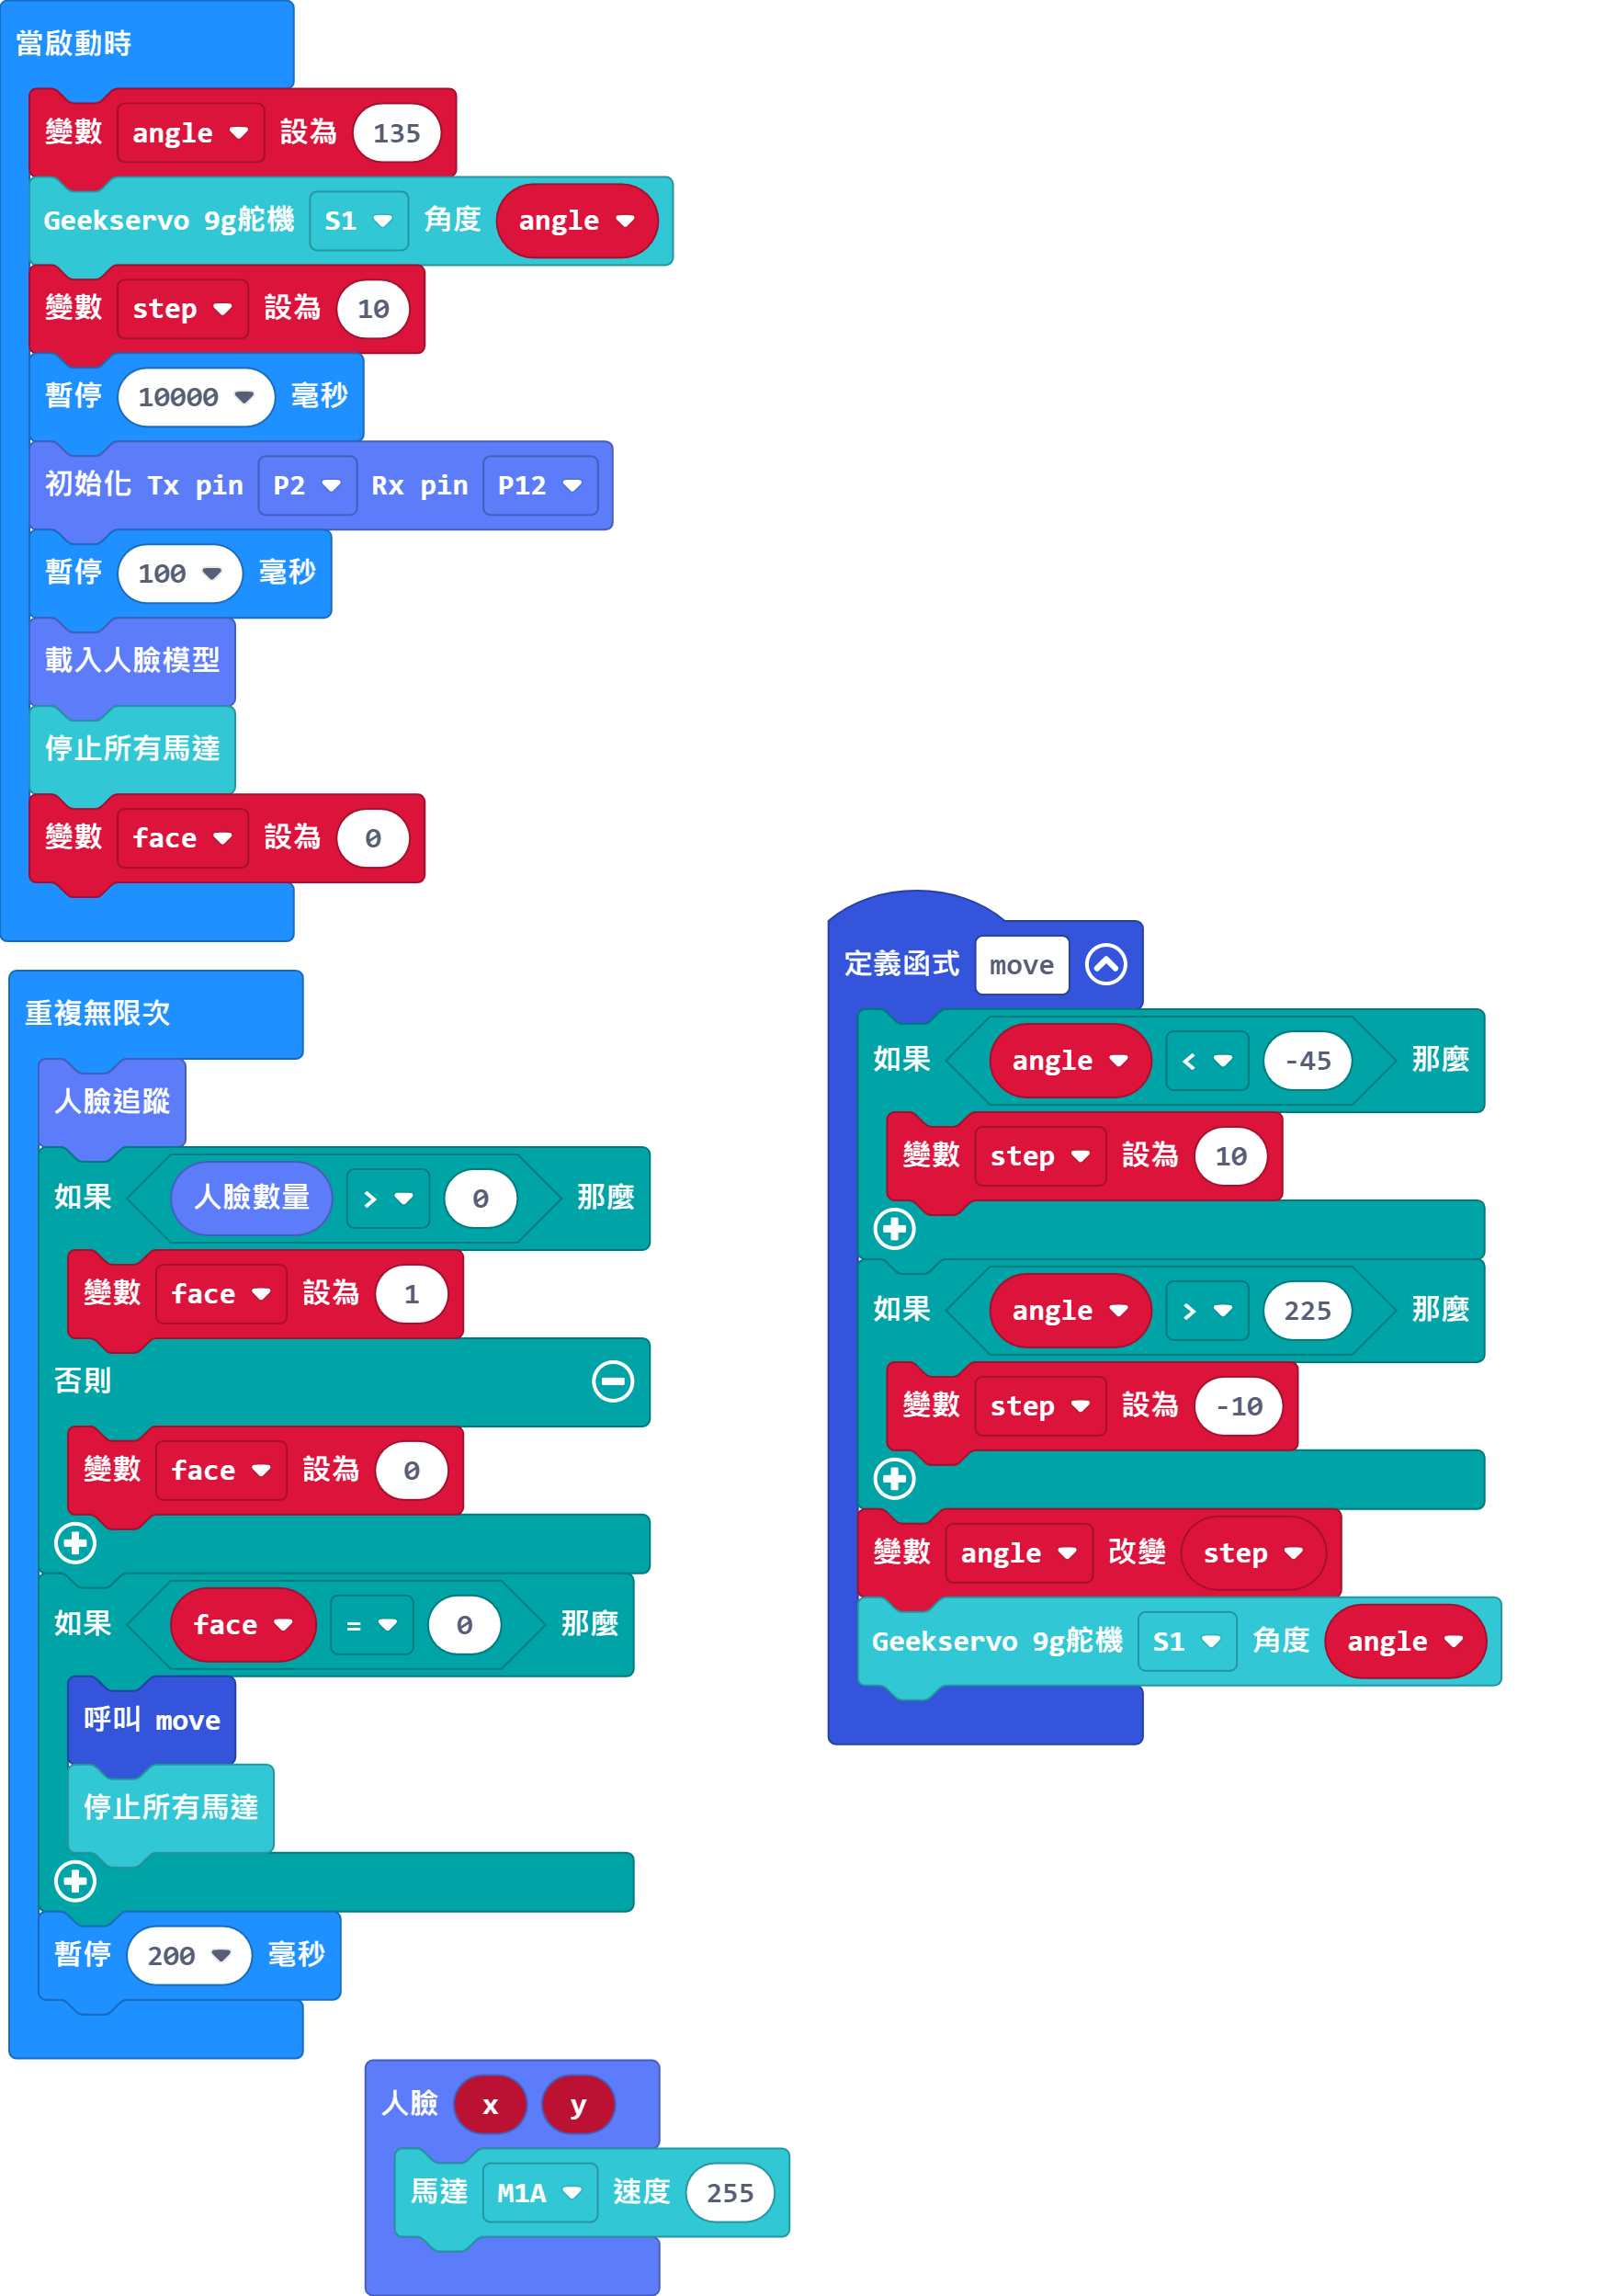 當啟動時
變數 angle 設為 135
Geekservo 9g舵機 S1 角度 angle
變數 step 設為 10
暫停 10000 毫秒
初始化 Tx pin P2 Rx pin P12
暫停 100 毫秒
載入人臉模型
停止所有馬達
變數 face 設為 0
重複無限次
人臉追蹤
如果 人臉數量 > 0 那麼
變數 face 設為 1
否則
變數 face 設為 0
如果 face = 0 那麼
呼叫 move
停止所有馬達
暫停 200 毫秒
定義函式 move
如果 angle < -45 那麼
變數 step 設為 10
如果 angle > 225 那麼
變數 step 設為 -10
變數 angle 改變 step
Geekservo 9g舵機 S1 角度 angle
人臉 x y
馬達 M1A 速度 255